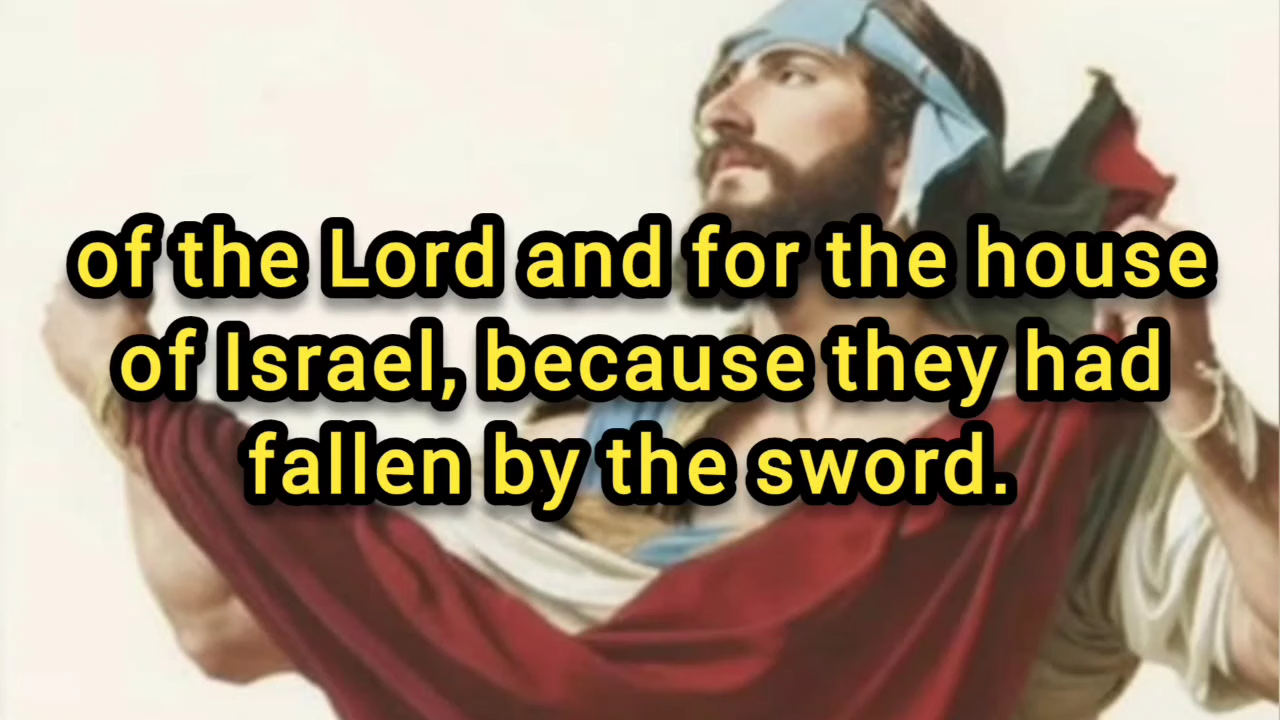 of the Lord and for the house
of Israel, because they had
fallen by the sword.